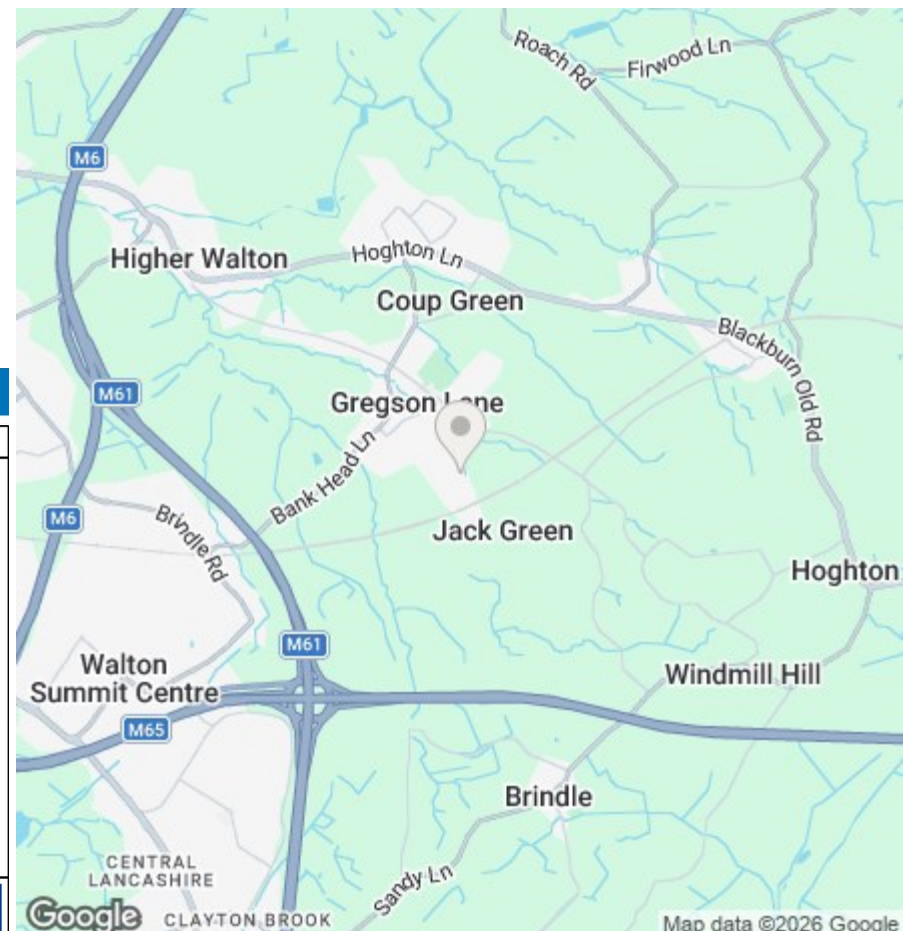 Roach Rd
Firwood Ln
M6
Higher Walton
Hoghton Ln
Coup Green
Blackburn Old Rd
M61
Gregson Lane
Bank Head Ln
M6
Brindle Rd
Jack Green
Hoghton
M61
Walton
Summit Centre
Windmill Hill
M65
Brindle
CENTRAL
LANCASHIRE
Sandy Ln
Google
CLAYTON BROOK
Map data ©2026 Google